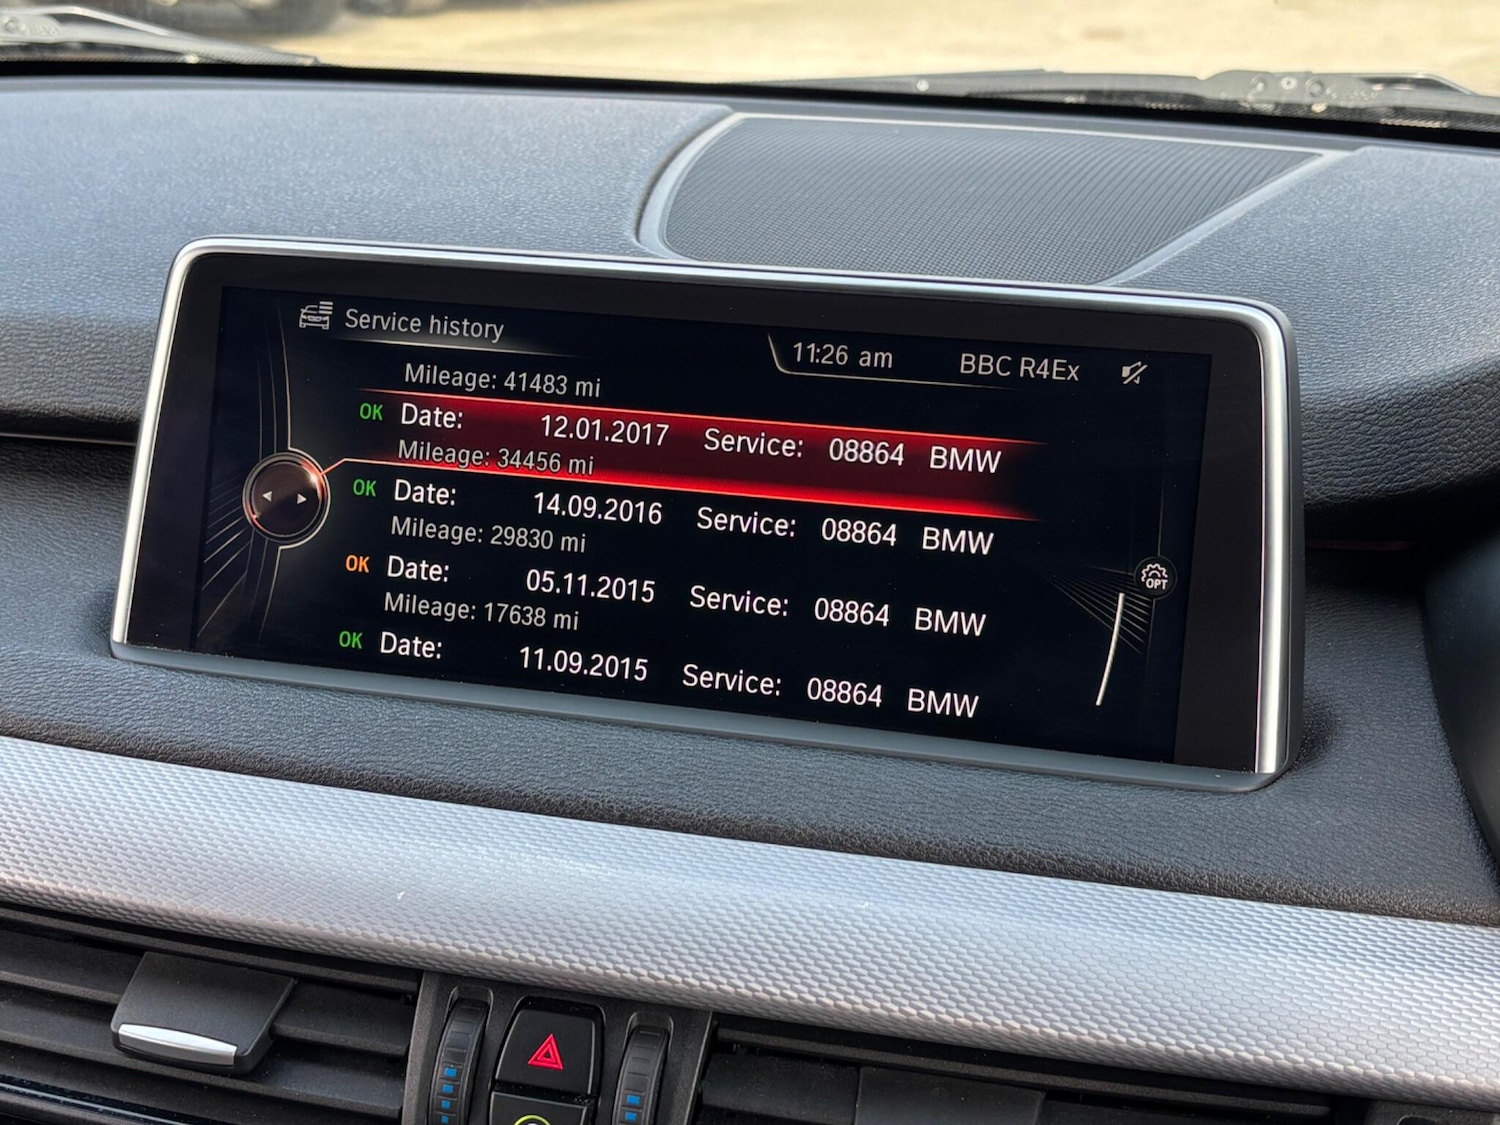 Service history
11:26 am
BBC R4Ex
Mileage: 41483 mi
OK Date: 12.01.2017 Service: 08864 BMW
Mileage: 34456 mi
OK Date: 14.09.2016 Service: 08864 BMW
Mileage: 29830 mi
OK Date: 05.11.2015 Service: 08864 BMW
Mileage: 17638 mi
OK Date: 11.09.2015 Service: 08864 BMW
OPT